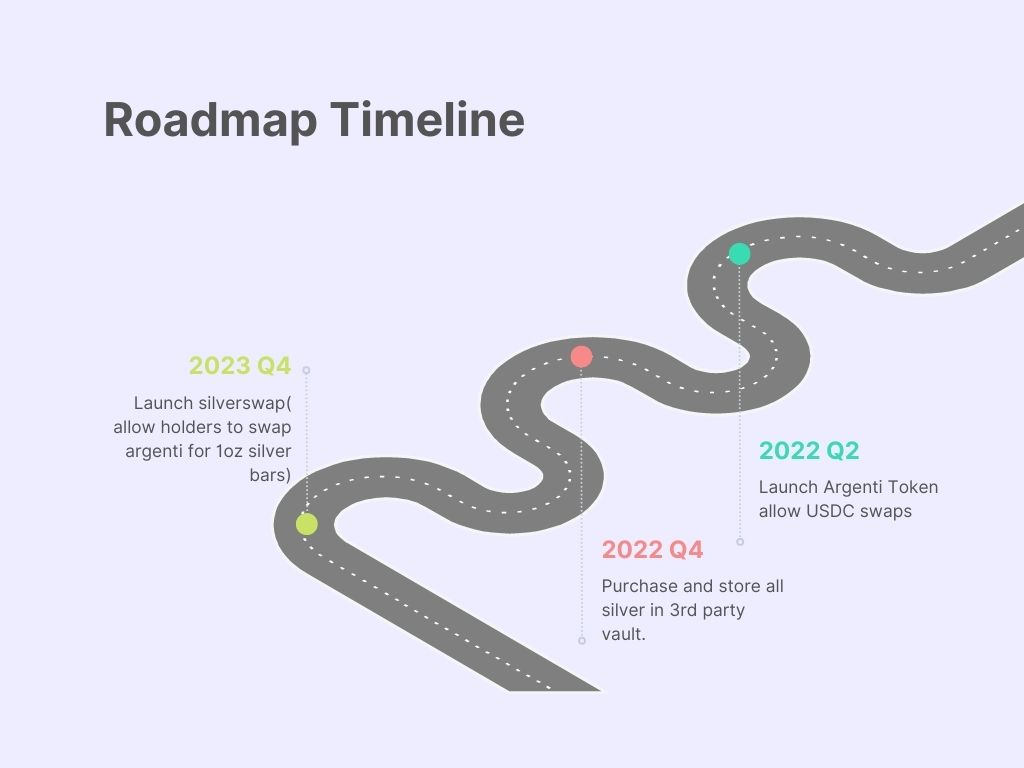 Roadmap Timeline
2023 Q4
Launch silverswap(
allow holders to swap
argenti for 1oz silver
bars)
2022 Q2
Launch Argenti Token
allow USDC swaps
2022 Q4
Purchase and store all
silver in 3rd party
vault.